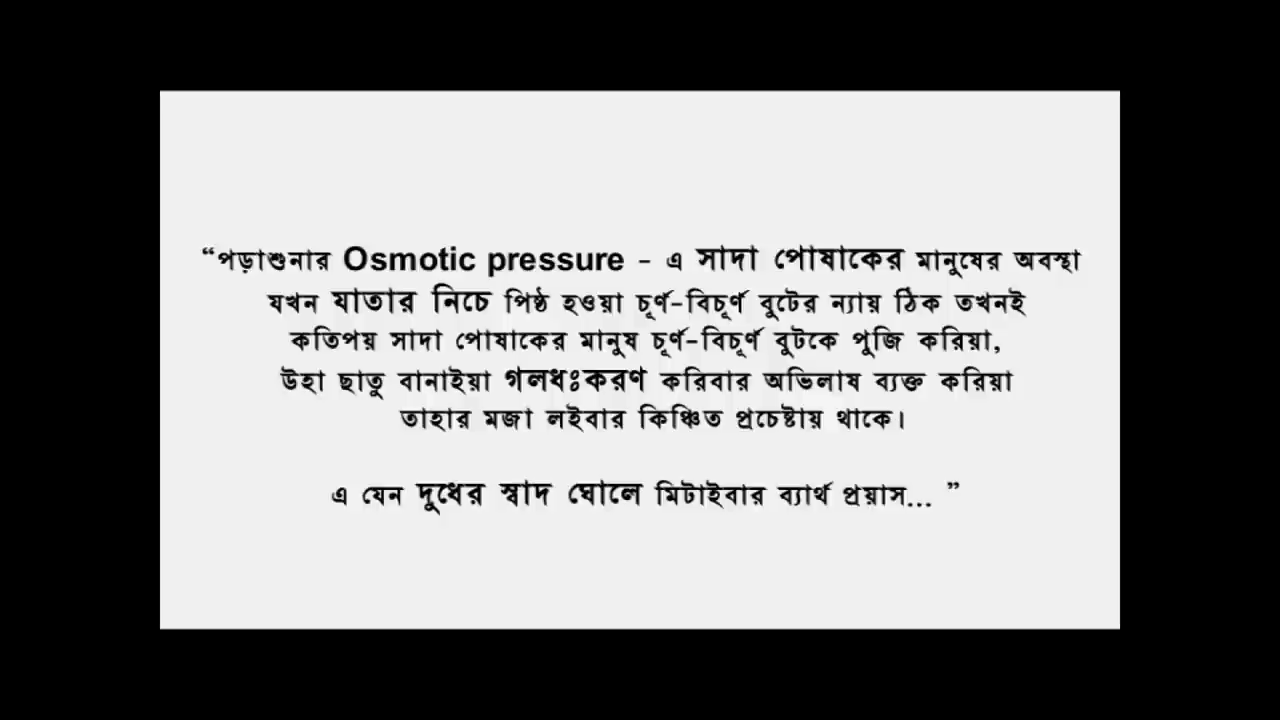 “পড়াশুনার Osmotic pressure - এ সাদা পোষাকের মানুষের অবস্থা
যখন যাতার নিচে পিষ্ঠ হওয়া চূর্ণ-বিচূর্ণ বুটের ন্যায় ঠিক তখনই
কতিপয় সাদা পোষাকের মানুষ চূর্ণ-বিচূর্ণ বুটকে পুজি করিয়া,
উহা ছাতু বানাইয়া গলধঃকরণ করিবার অভিলাষ ব্যক্ত করিয়া
তাহার মজা লইবার কিঞ্চিত প্রচেষ্টায় থাকে।
এ যেন দুধের স্বাদ ঘোলে মিটাইবার ব্যার্থ প্রয়াস... ”